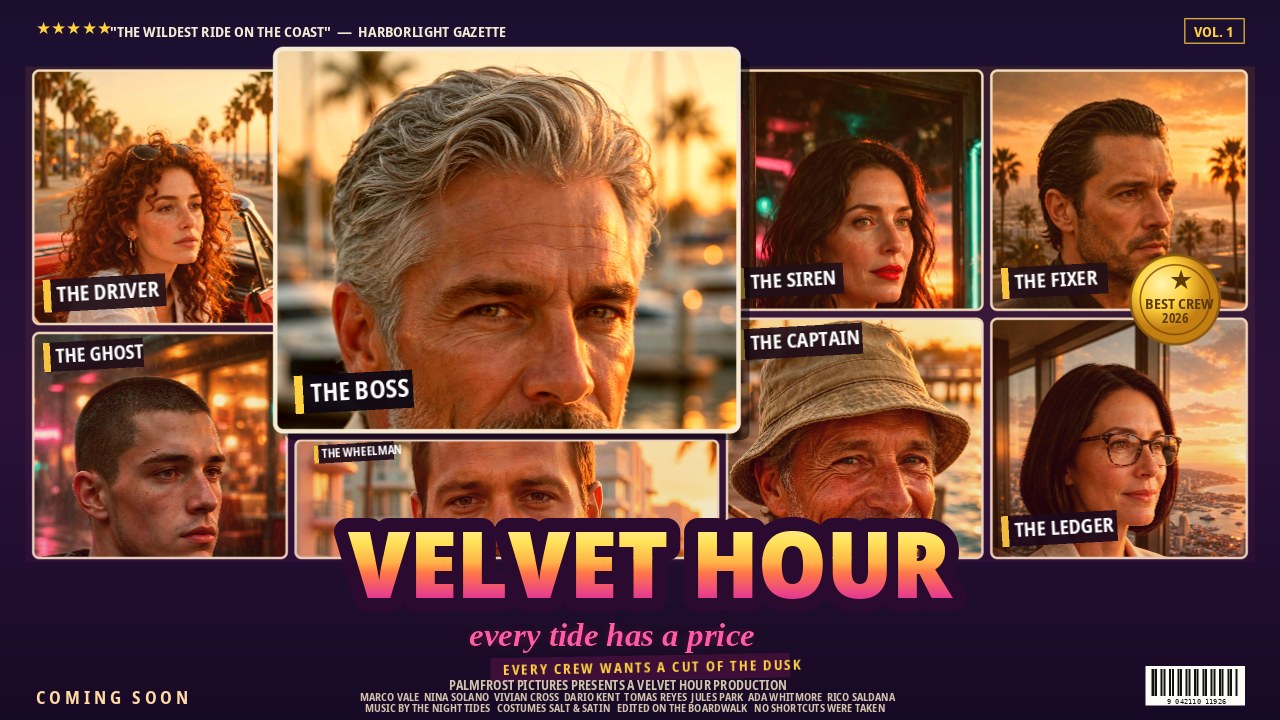 ★★★★★"THE WILDEST RIDE ON THE COAST" — HARBORLIGHT GAZETTE
VOL. 1
THE DRIVER
THE BOSS
THE SIREN
THE FIXER
BEST CREW
2026
THE GHOST
THE WHEELMAN
THE CAPTAIN
THE LEDGER
VELVET HOUR
every tide has a price
EVERY CREW WANTS A CUT OF THE DUSK
PALMFROST PICTURES PRESENTS A VELVET HOUR PRODUCTION
MARCO VALE NINA SOLANO VIVIAN CROSS DARIO KENT TOMAS REYES JULES PARK ADA WHITMORE RICO SALDANA
MUSIC BY THE NIGHT TIDES COSTUMES SALT & SATIN EDITED ON THE BOARDWALK NO SHORTCUTS WERE TAKEN
COMING SOON
9 042110 11926